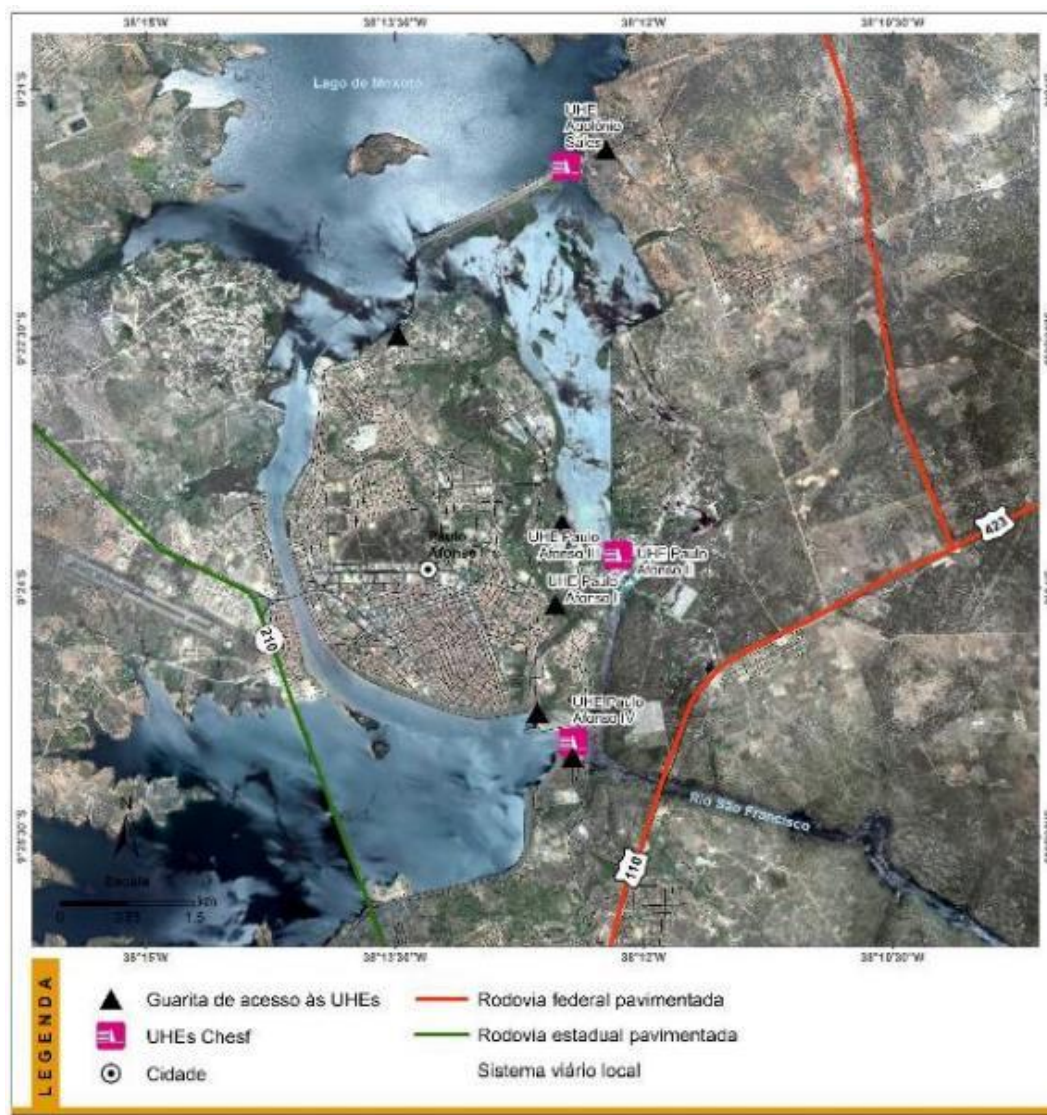 38°15'W 38°13'30"W 38°12'W 38°10'30"W
9°21'S
Lago de Moxotó
UHE
Apolônio
Sales
9°22'30"S
Paulo
Afonso
UHE Paulo
Afonso III
UHE Paulo
Afonso II
UHE Paulo
Afonso I
423
9°24'S
210
UHE Paulo
Afonso IV
Rio São Francisco
N
9°25'30"S
110
Escala
km
0 0.75 1.5
38°15'W 38°13'30"W 38°12'W 38°10'30"W
LEGENDA
Guarita de acesso às UHEs
Rodovia federal pavimentada
UHEs Chesf
Rodovia estadual pavimentada
Cidade
Sistema viário local